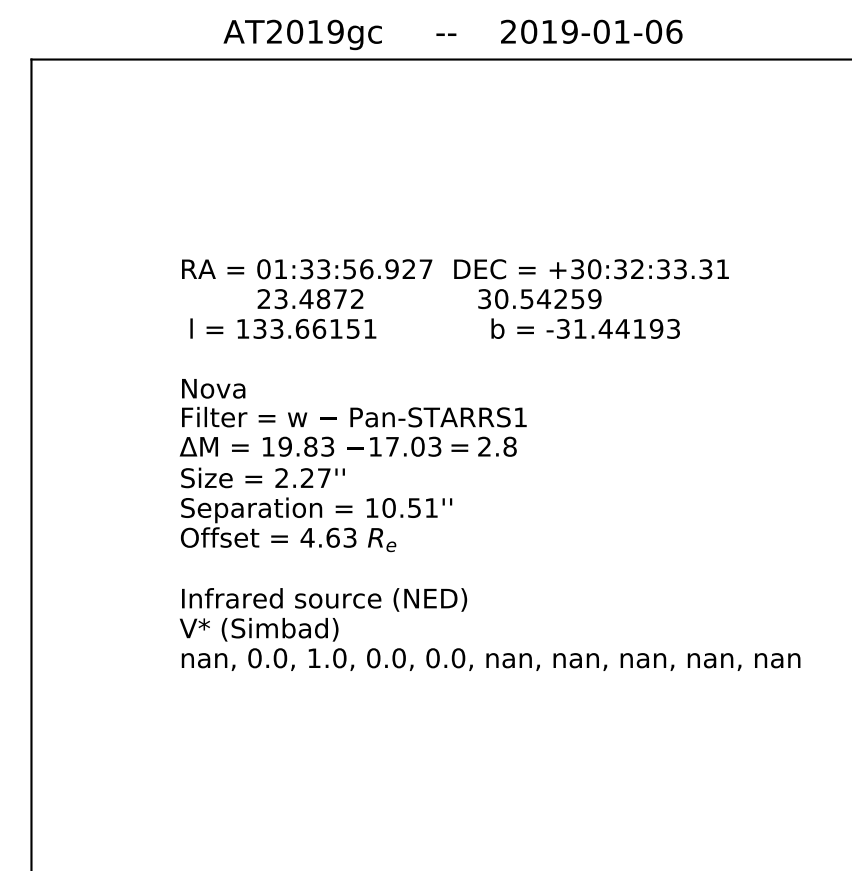 AT2019gc -- 2019-01-06
RA = 01:33:56.927 DEC = +30:32:33.31
23.4872 30.54259
l = 133.66151 b = -31.44193
Nova
Filter = w − Pan-STARRS1
ΔM = 19.83 −17.03 = 2.8
Size = 2.27''
Separation = 10.51''
Offset = 4.63 Re
Infrared source (NED)
V* (Simbad)
nan, 0.0, 1.0, 0.0, 0.0, nan, nan, nan, nan, nan